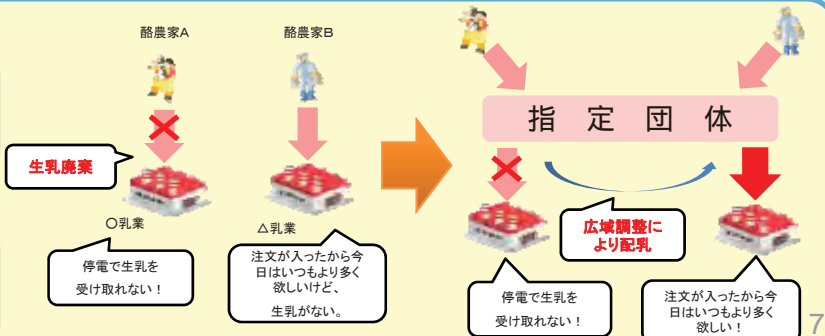 酪農家A
酪農家B
生乳廃棄
〇乳業
停電で生乳を
受け取れない！
△乳業
注文が入ったから今
日はいつもより多く
欲しいけど、
生乳がない。
指定団体
広域調整に
より配乳
停電で生乳を
受け取れない！
注文が入ったから今
日はいつもより多く
欲しい！
7